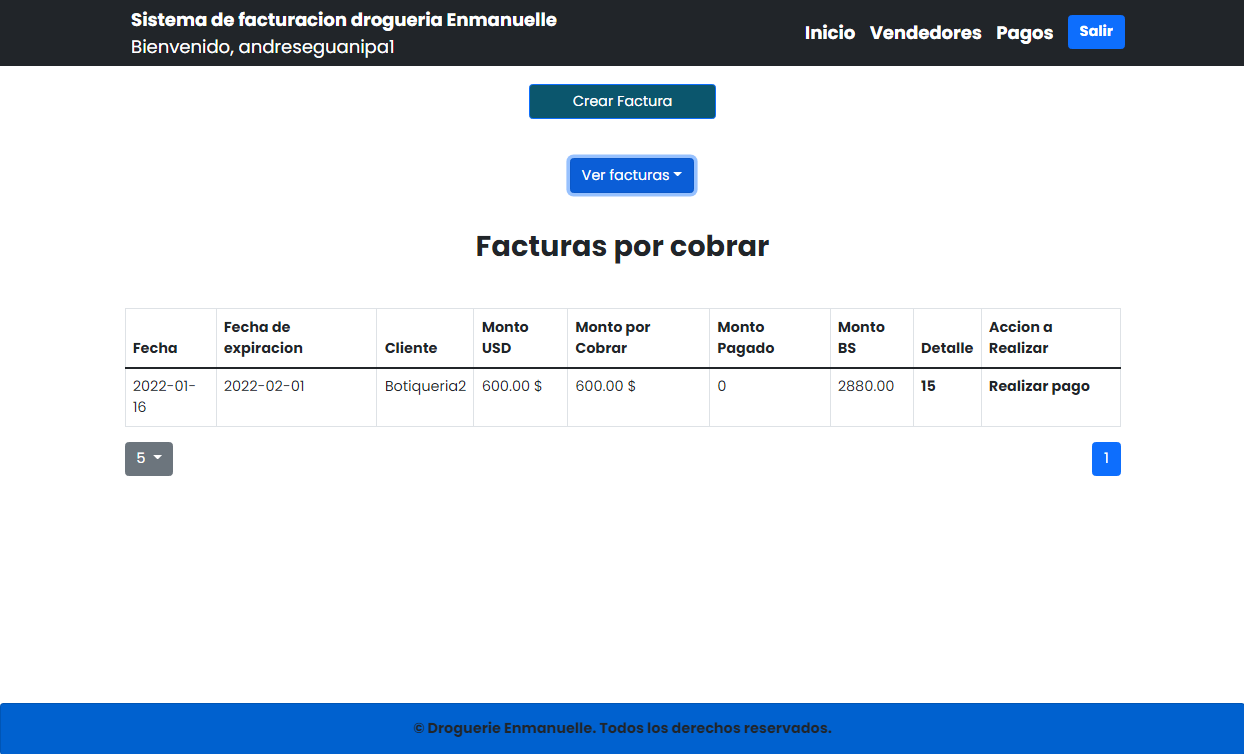 Sistema de facturacion drogueria Enmanuelle
Bienvenido, andreseguanipa1
Inicio Vendedores Pagos Salir
Crear Factura
Ver facturas
Facturas por cobrar
Fecha
Fecha de
expiracion
Cliente
Monto
USD
Monto por
Cobrar
Monto
Pagado
Monto
BS
Detalle
Accion a
Realizar
2022-01-
16
2022-02-01
Botiqueria2
600.00 $
600.00 $
0
2880.00
15
Realizar pago
5
1
© Droguerie Enmanuelle. Todos los derechos reservados.